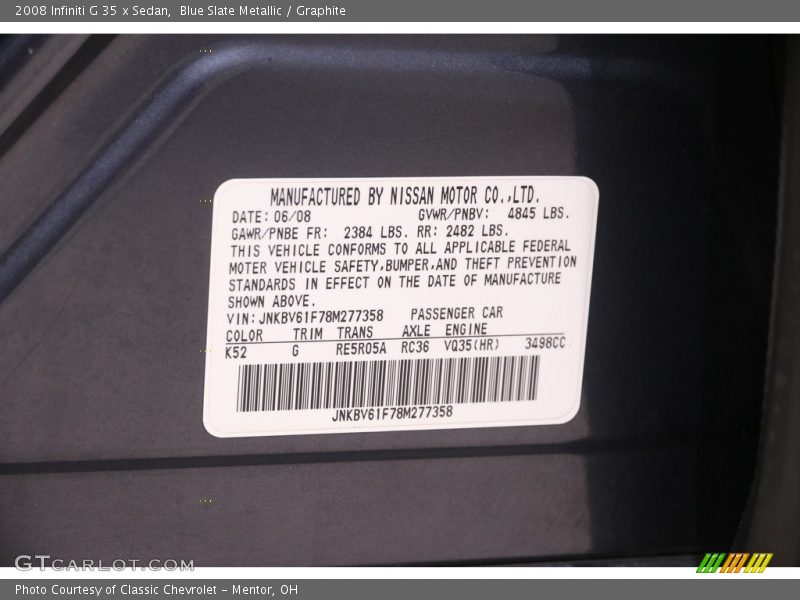 2008 Infiniti G 35 x Sedan, Blue Slate Metallic / Graphite
MANUFACTURED BY NISSAN MOTOR CO.,LTD.
DATE: 06/08 GVWR/PNBV: 4845 LBS.
GAWR/PNBE FR: 2384 LBS. RR: 2482 LBS.
THIS VEHICLE CONFORMS TO ALL APPLICABLE FEDERAL
MOTER VEHICLE SAFETY,BUMPER,AND THEFT PREVENTION
STANDARDS IN EFFECT ON THE DATE OF MANUFACTURE
SHOWN ABOVE.
VIN: JNKBV61F78M277358 PASSENGER CAR
COLOR TRIM TRANS AXLE ENGINE
K52 G RE5R05A RC36 VQ35(HR) 3498CC
JNKBV61F78M277358
GTCARLOT.COM
Photo Courtesy of Classic Chevrolet - Mentor, OH